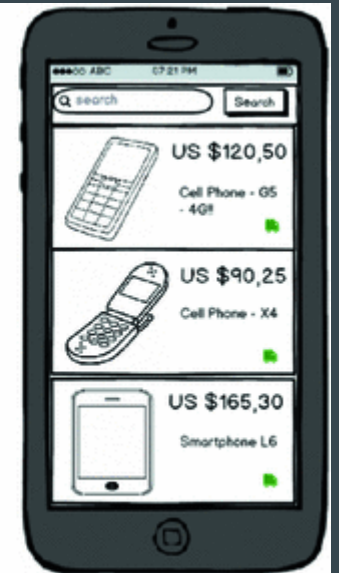 ABC 07:21 PM
search Search
US $120,50
Cell Phone - G5
- 4G!!
US $90,25
Cell Phone - X4
US $165,30
Smartphone L6